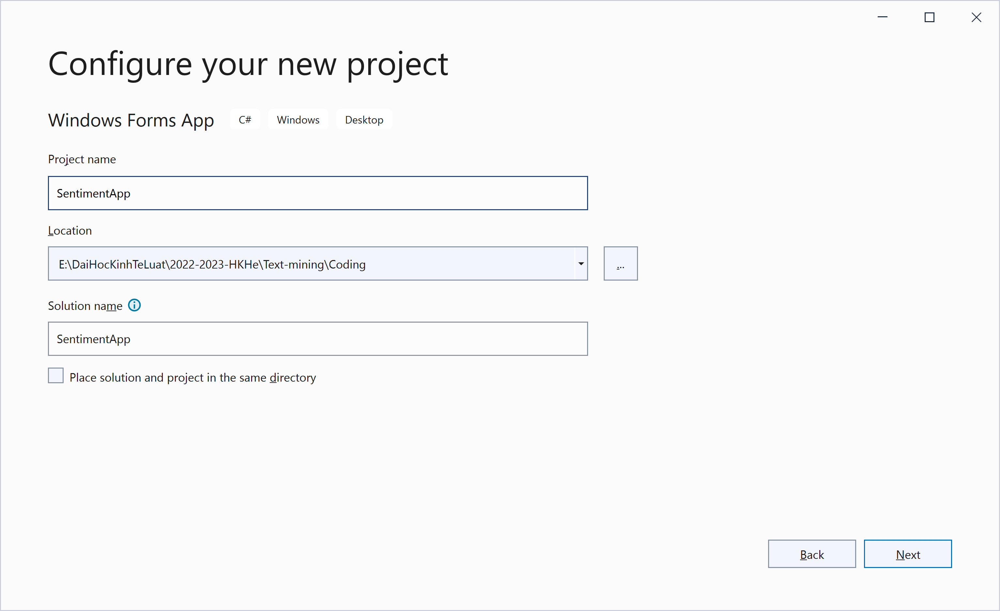 Configure your new project
Windows Forms App C# Windows Desktop
Project name
SentimentApp
Location
E:\DaiHocKinhTeLuat\2022-2023-HKHe\Text-mining\Coding
...
Solution name
SentimentApp
Place solution and project in the same directory
Back Next